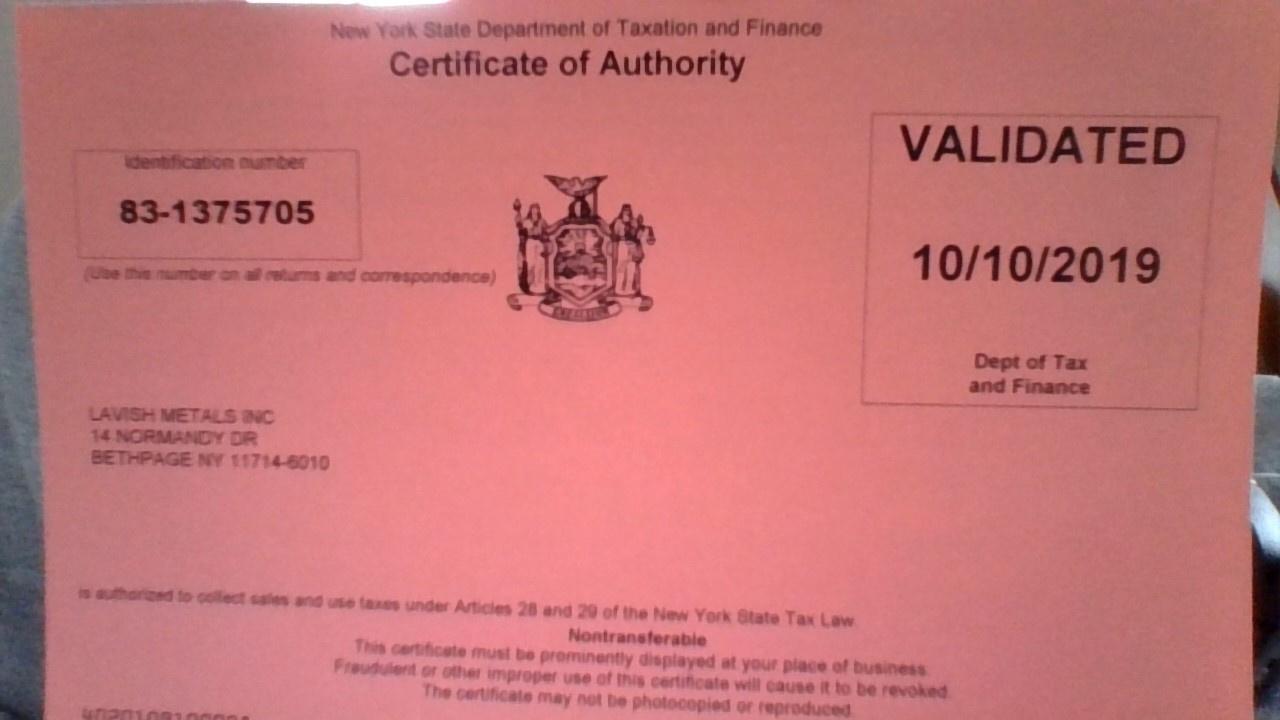 New York State Department of Taxation and Finance
Certificate of Authority
Identification number
83-1375705
(Use this number on all returns and correspondence)
VALIDATED
10/10/2019
Dept of Tax
and Finance
LAVISH METALS INC
14 NORMANDY DR
BETHPAGE NY 11714-6010
is authorized to collect sales and use taxes under Articles 28 and 29 of the New York State Tax Law.
Nontransferable
This certificate must be prominently displayed at your place of business.
Fraudulent or other improper use of this certificate will cause it to be revoked.
The certificate may not be photocopied or reproduced.